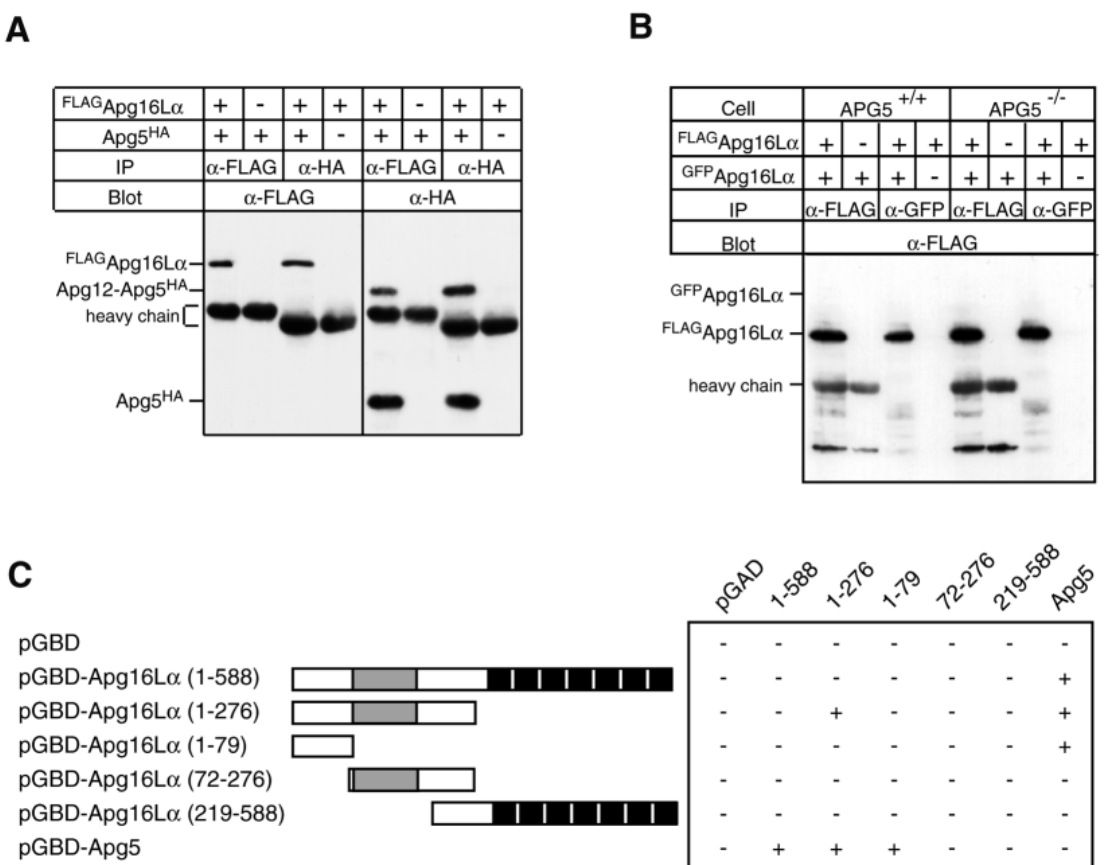 A
FLAGApg16Lα + - + + + - + +
Apg5HA + + + - + + + -
IP α-FLAG α-HA α-FLAG α-HA
Blot α-FLAG α-HA
FLAGApg16Lα
Apg12-Apg5HA
heavy chain
Apg5HA
B
Cell APG5 +/+ APG5 -/-
FLAGApg16Lα + - + + + - + +
GFPApg16Lα + + + - + + + -
IP α-FLAG α-GFP α-FLAG α-GFP
Blot α-FLAG
GFPApg16Lα
FLAGApg16Lα
heavy chain
C
pGAD 1-588 1-276 1-79 72-276 219-588 Apg5
pGBD - - - - - - -
pGBD-Apg16Lα (1-588) - - - - - - +
pGBD-Apg16Lα (1-276) - - + - - - +
pGBD-Apg16Lα (1-79) - - - - - - +
pGBD-Apg16Lα (72-276) - - - - - - -
pGBD-Apg16Lα (219-588) - - - - - - -
pGBD-Apg5 - + + + - - -